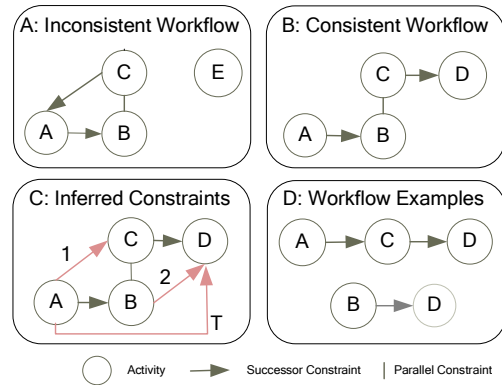 A: Inconsistent Workflow
C
E
A
B
B: Consistent Workflow
C
D
A
B
C: Inferred Constraints
1
C
D
2
A
B
T
D: Workflow Examples
A
C
D
B
D
Activity
Successor Constraint
Parallel Constraint